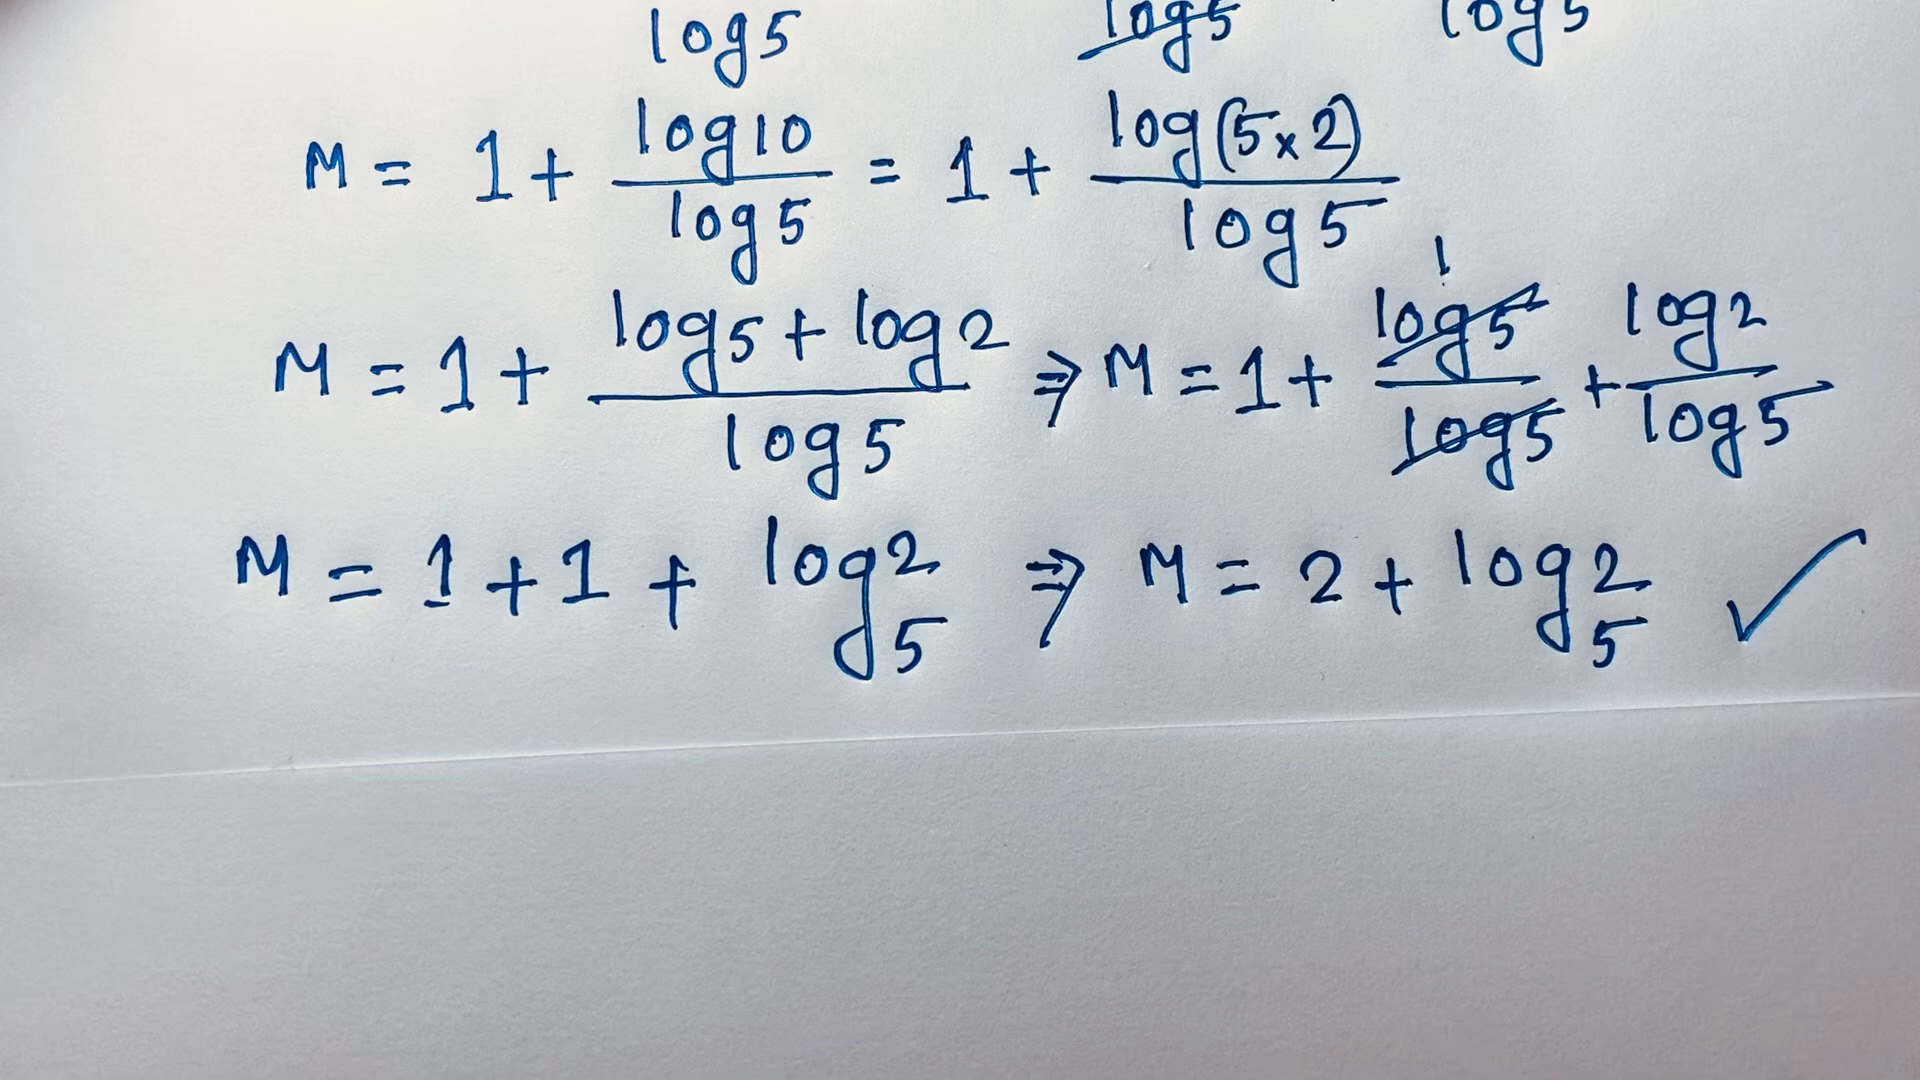 log5 log5 log5
M = 1 + log10/log5 = 1 + log(5×2)/log5
M = 1 + (log5 + log2)/log5 ⇒ M = 1 + log5/log5 1 + log2/log5
M = 1 + 1 + log₅2 ⇒ M = 2 + log₅2 ✓